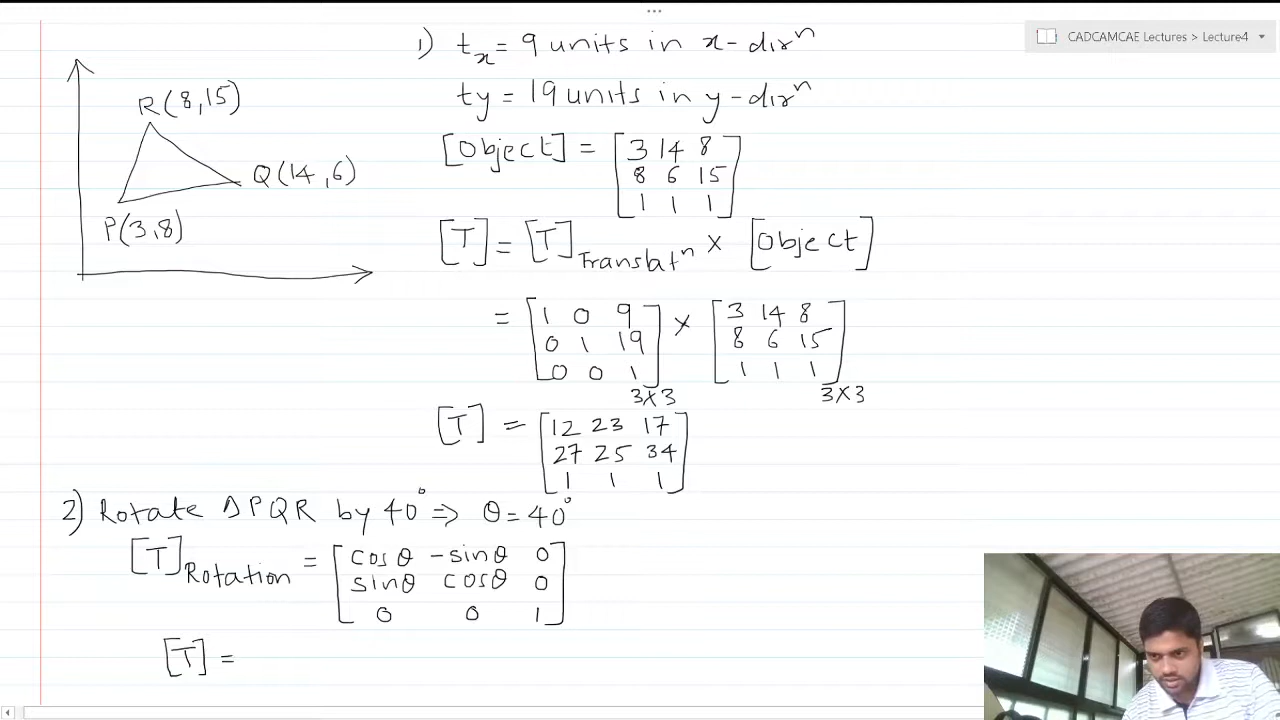 CADCAMCAE Lectures > Lecture4
1) tx = 9 units in x-dirⁿ
ty = 19 units in y-dirⁿ
R(8,15)
Q(14,6)
P(3,8)
[Object] = [3 14 8
8 6 15
1 1 1]
[T] = [T]Translatⁿ × [Object]
= [1 0 9 × [3 14 8
0 1 19 8 6 15
0 0 1] 1 1 1]
3×3 3×3
[T] = [12 23 17
27 25 34
1 1 1]
2) Rotate ΔPQR by 40° ⇒ θ = 40°
[T]Rotation = [cosθ -sinθ 0
sinθ cosθ 0
0 0 1]
[T] =